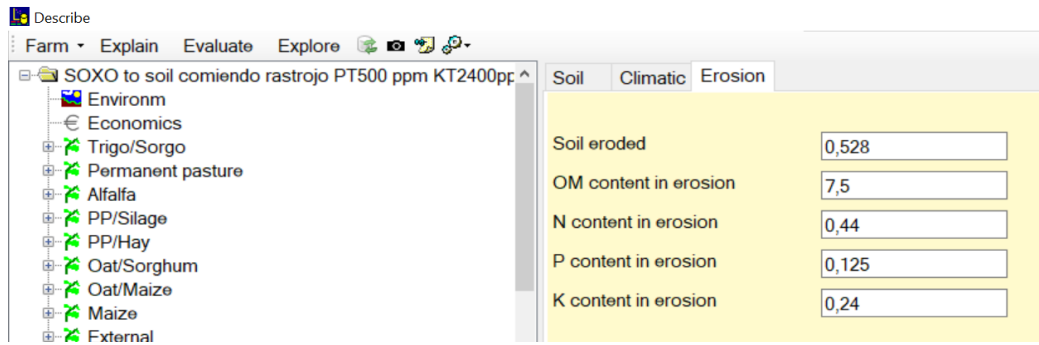 Describe
Farm Explain Evaluate Explore
SOXO to soil comiendo rastrojo PT500 ppm KT2400pp
Environm
Economics
Trigo/Sorgo
Permanent pasture
Alfalfa
PP/Silage
PP/Hay
Oat/Sorghum
Oat/Maize
Maize
External
Soil Climatic Erosion
Soil eroded 0,528
OM content in erosion 7,5
N content in erosion 0,44
P content in erosion 0,125
K content in erosion 0,24